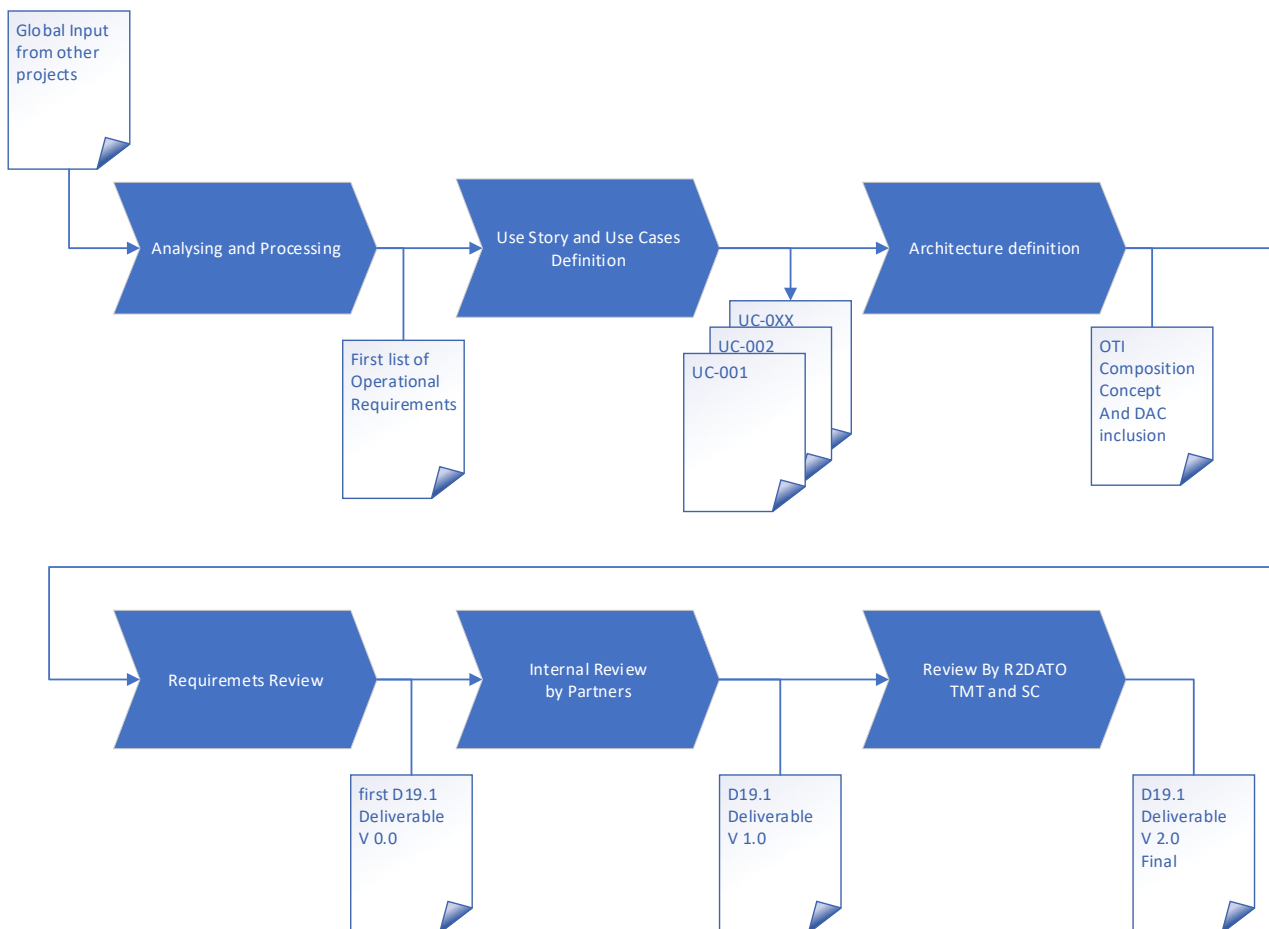 Global Input
from other
projects
Analysing and Processing
Use Story and Use Cases
Definition
Architecture definition
First list of
Operational
Requirements
UC-0XX
UC-002
UC-001
OTI
Composition
Concept
And DAC
inclusion
Requiremets Review
Internal Review
by Partners
Review By R2DATO
TMT and SC
first D19.1
Deliverable
V 0.0
D19.1
Deliverable
V 1.0
D19.1
Deliverable
V 2.0
Final